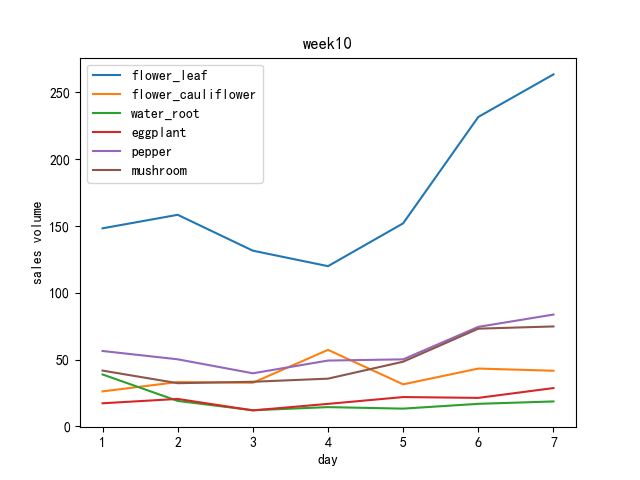 week10
flower_leaf
flower_cauliflower
water_root
eggplant
pepper
mushroom
sales volume
250
200
150
100
50
0
1 2 3 4 5 6 7
day